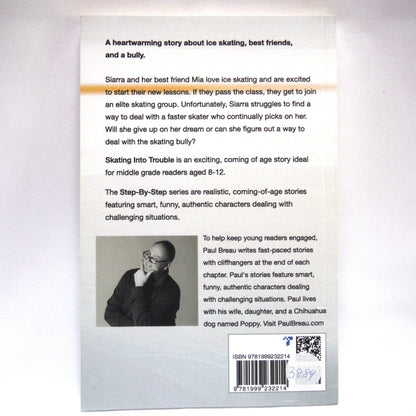 A heartwarming story about ice skating, best friends,
and a bully.
Siarra and her best friend Mia love ice skating and are excited
to start their new lessons. If they pass the class, they get to join
an elite skating group. Unfortunately, Siarra struggles to find a
way to deal with a faster skater who continually picks on her.
Will she give up on her dream or can she figure out a way to
deal with the skating bully?
Skating Into Trouble is an exciting, coming of age story ideal
for middle grade readers aged 8-12.
The Step-By-Step series are realistic, coming-of-age stories
featuring smart, funny, authentic characters dealing with
challenging situations.
To help keep young readers engaged,
Paul Breau writes fast-paced stories
with cliffhangers at the end of each
chapter. Paul's stories feature smart,
funny, authentic characters dealing
with challenging situations. Paul lives
with his wife, daughter, and a Chihuahua
dog named Poppy. Visit PaulBreau.com
ISBN 9781999232214
3884
9 781999 232214